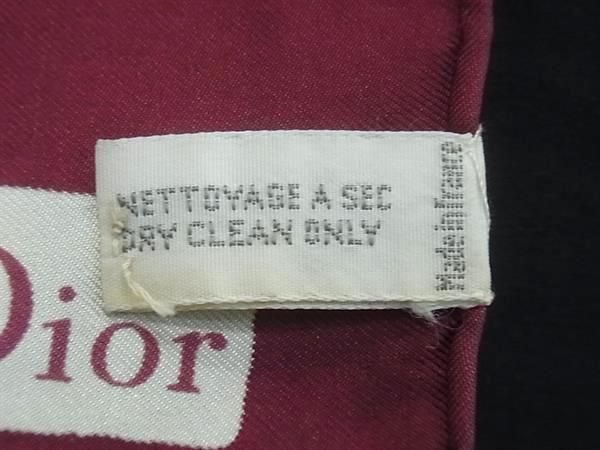 NETTOYAGE A SEC
DRY CLEAN ONLY
Made in france
Dior